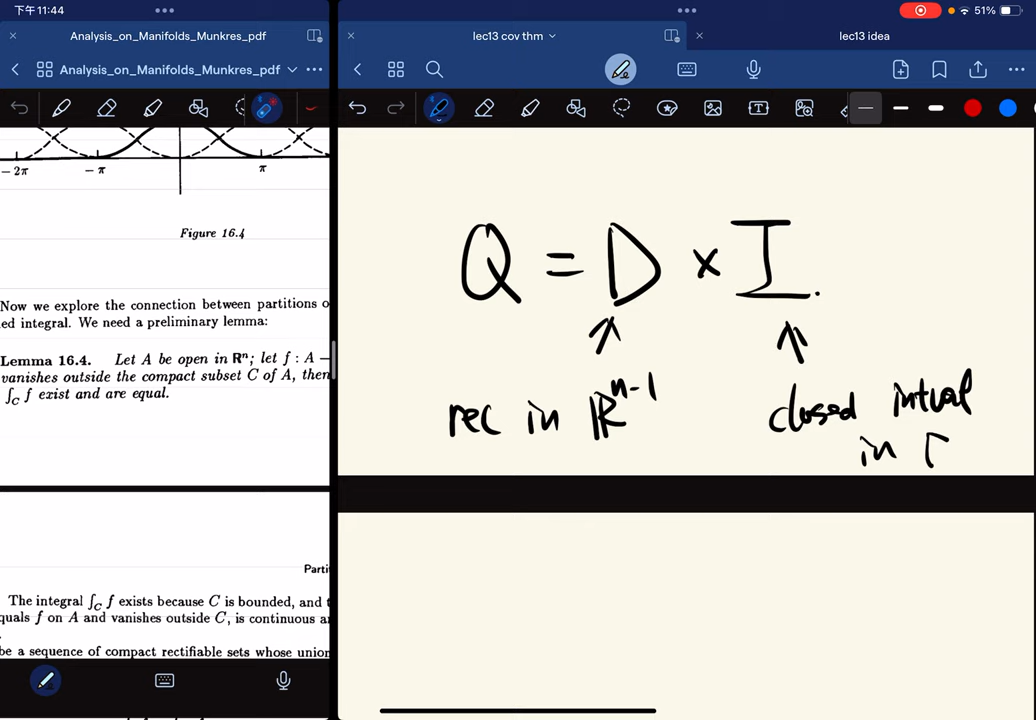 下午11:44
51%
Analysis_on_Manifolds_Munkres_pdf
lec13 cov thm
lec13 idea
Analysis_on_Manifolds_Munkres_pdf
T
−2π −π π
Figure 16.4
Now we explore the connection between partitions o
ed integral. We need a preliminary lemma:
Lemma 16.4. Let A be open in Rⁿ; let f : A −
vanishes outside the compact subset C of A, then
∫_C f exist and are equal.
Parti
The integral ∫_C f exists because C is bounded, and t
quals f on A and vanishes outside C, is continuous a
be a sequence of compact rectifiable sets whose union
Q = D × I.
rec in ℝⁿ⁻¹
closed intval
in